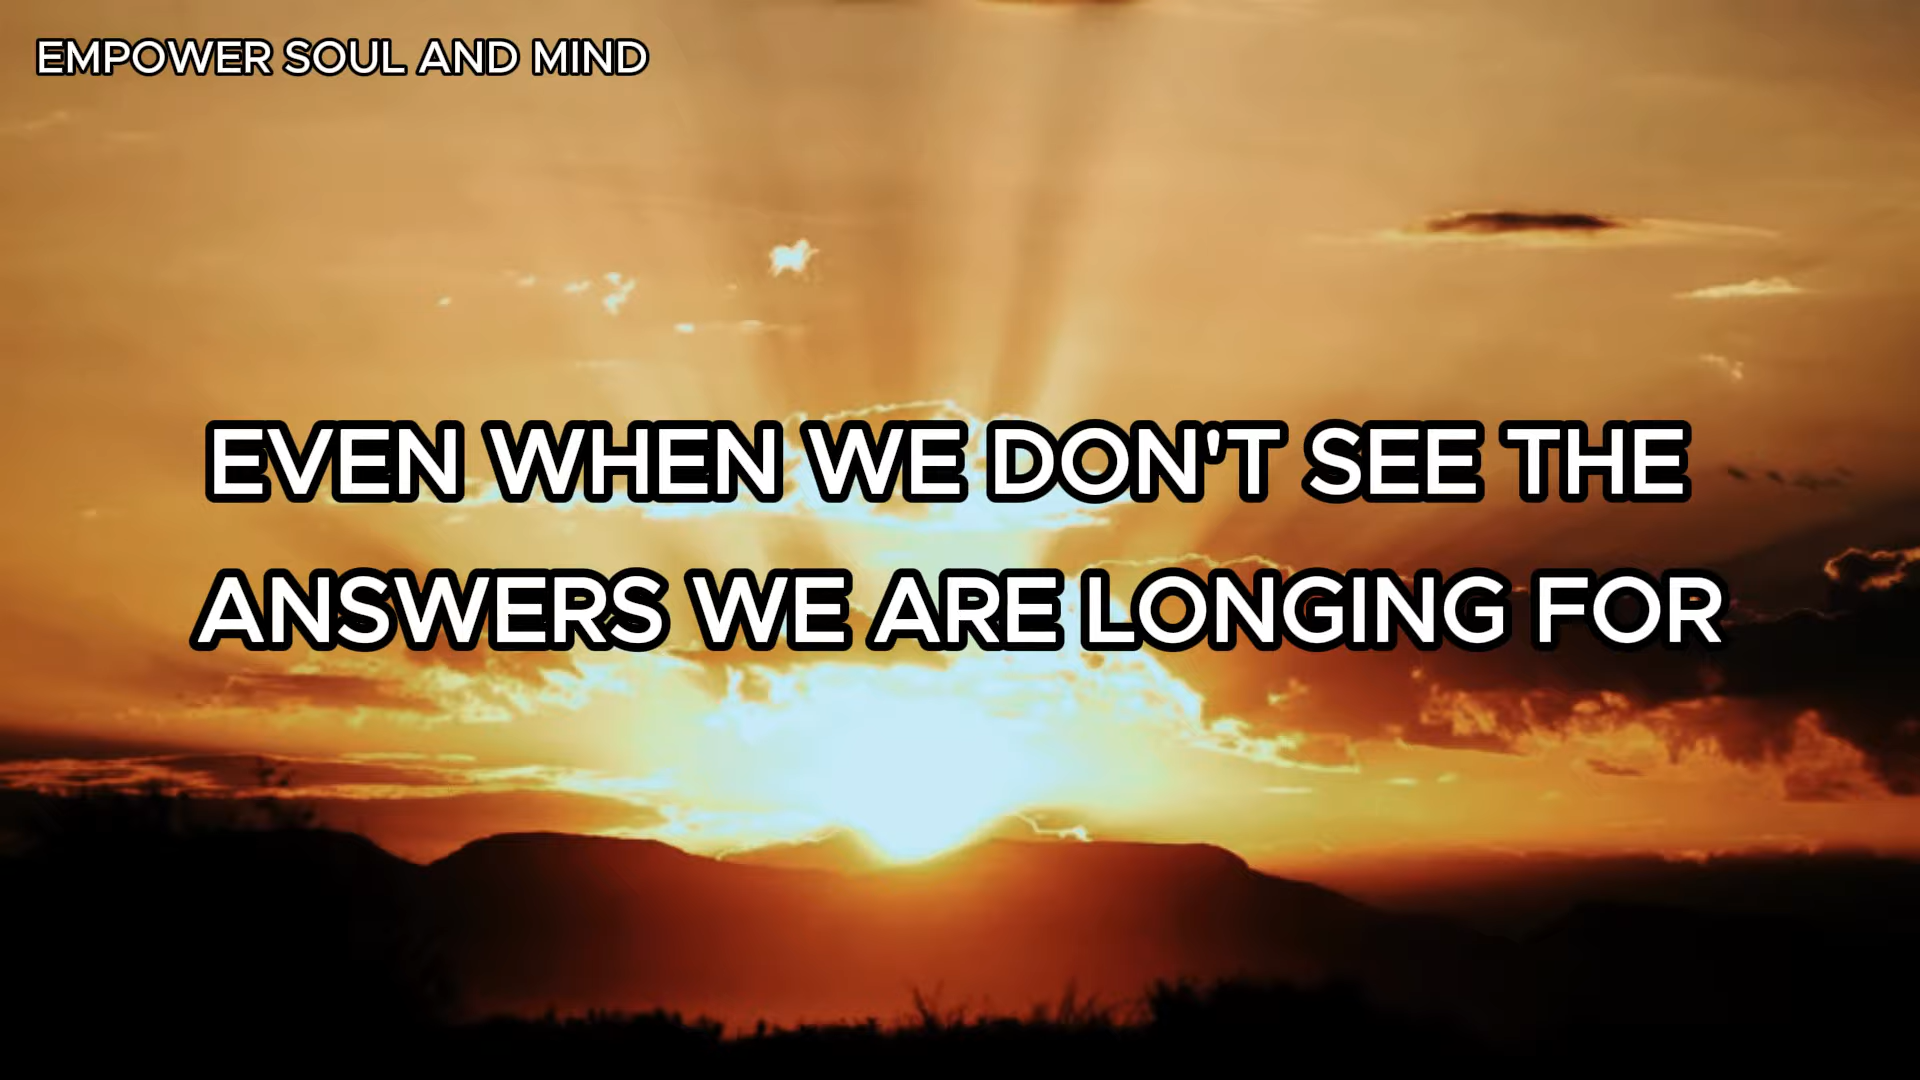 EMPOWER SOUL AND MIND
EVEN WHEN WE DON'T SEE THE
ANSWERS WE ARE LONGING FOR